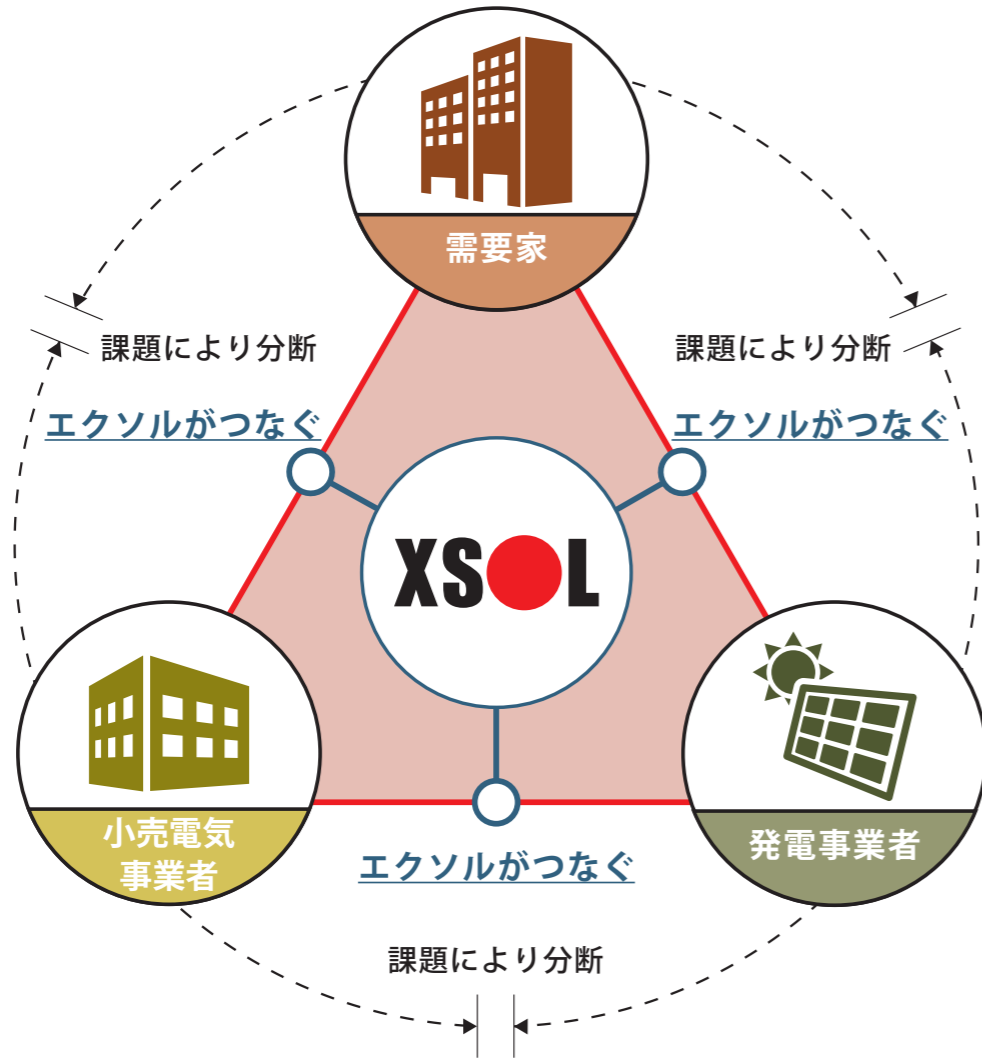 需要家
課題により分断
課題により分断
エクソルがつなぐ
エクソルがつなぐ
XSOL
小売電気
事業者
発電事業者
エクソルがつなぐ
課題により分断